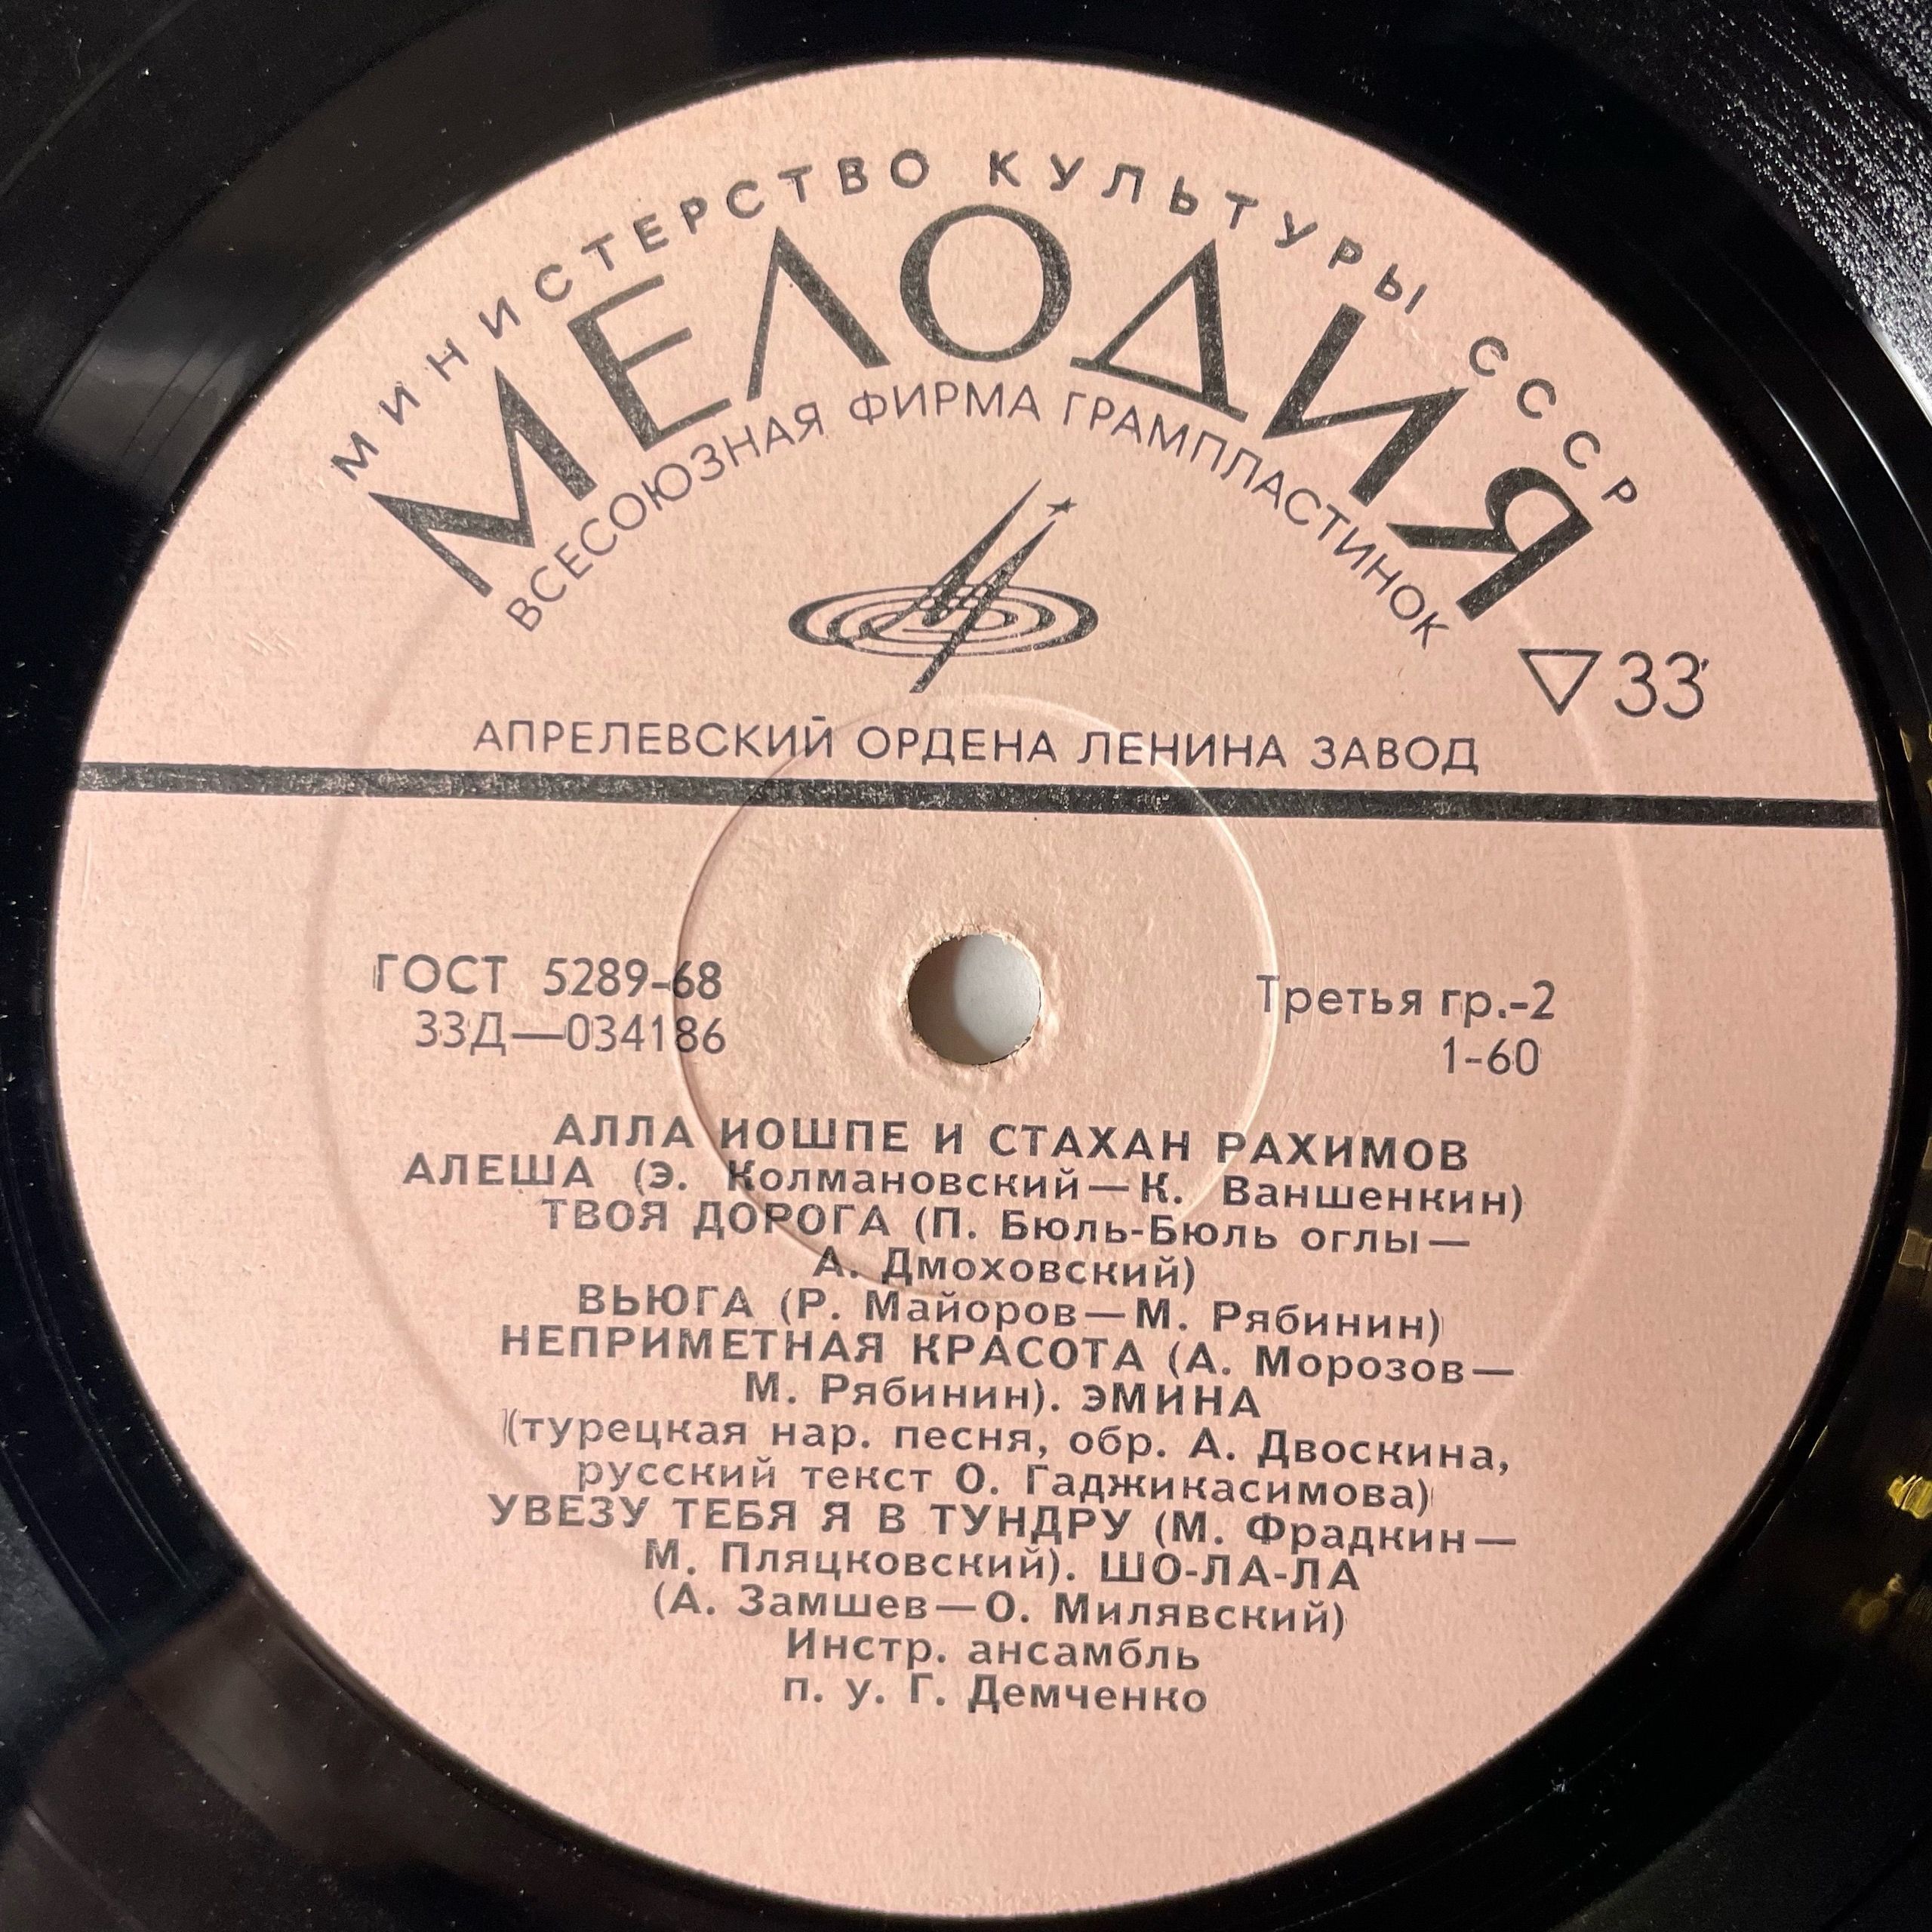 МИНИСТЕРСТВО КУЛЬТУРЫ СССР
МЕЛОДИЯ
ВСЕСОЮЗНАЯ ФИРМА ГРАМПЛАСТИНОК
▽33
АПРЕЛЕВСКИЙ ОРДЕНА ЛЕНИНА ЗАВОД
ГОСТ 5289-68
33Д—034186
Третья гр.-2
1-60
АЛЛА ИОШПЕ И СТАХАН РАХИМОВ
АЛЕША (Э. Колмановский—К. Ваншенкин)
ТВОЯ ДОРОГА (П. Бюль-Бюль оглы—
А. Дмоховский)
ВЬЮГА (Р. Майоров—М. Рябинин)
НЕПРИМЕТНАЯ КРАСОТА (А. Морозов—
М. Рябинин). ЭМИНА
(турецкая нар. песня, обр. А. Двоскина,
русский текст О. Гаджикасимова)
УВЕЗУ ТЕБЯ Я В ТУНДРУ (М. Фрадкин—
М. Пляцковский). ШО-ЛА-ЛА
(А. Замшев—О. Милявский)
Инстр. ансамбль
п. у. Г. Демченко